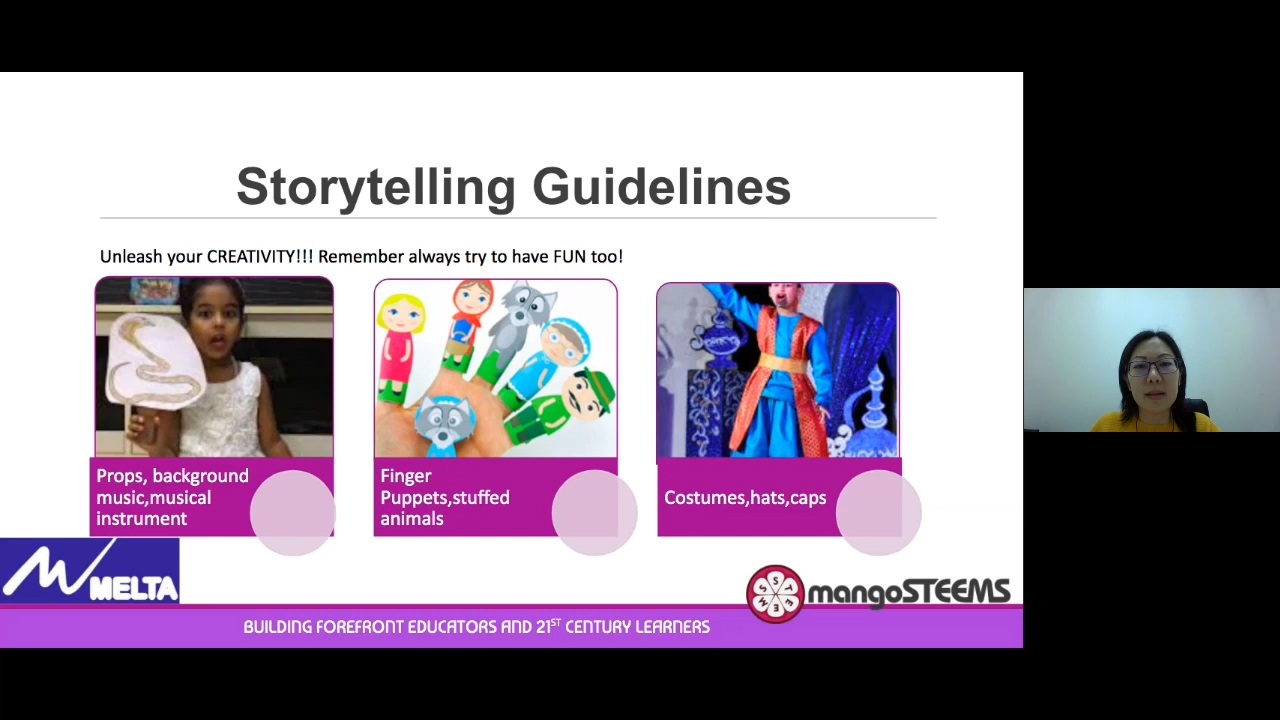 Storytelling Guidelines
Unleash your CREATIVITY!!! Remember always try to have FUN too!
Props, background
music,musical
instrument
Finger
Puppets,stuffed
animals
Costumes,hats,caps
MELTA
STEEMS
mangoSTEEMS
BUILDING FOREFRONT EDUCATORS AND 21ST CENTURY LEARNERS